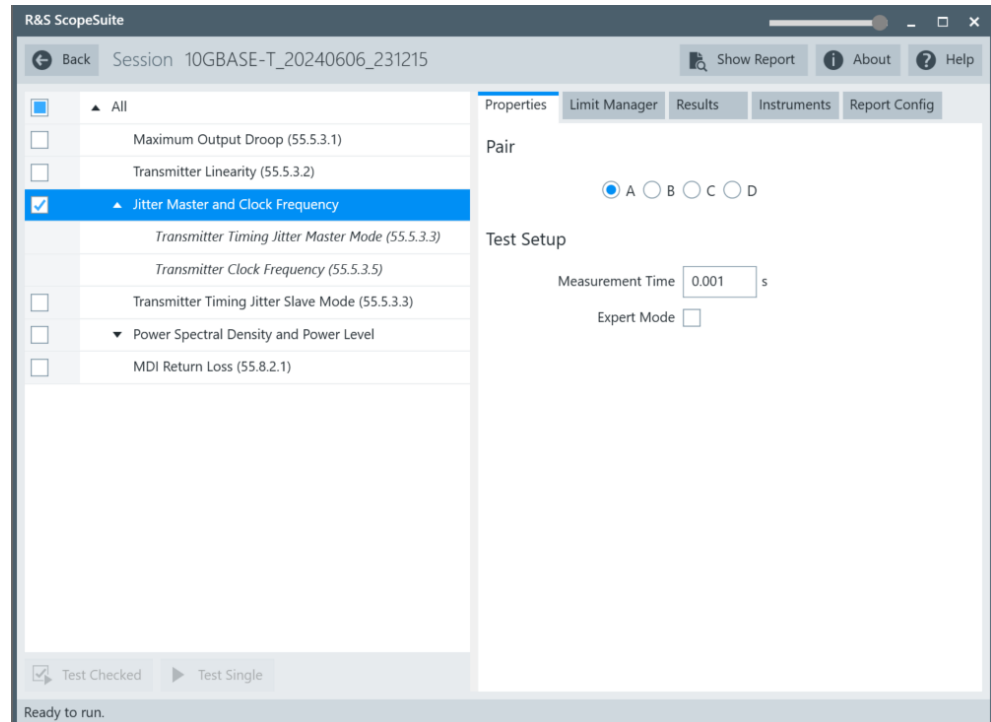 R&S ScopeSuite
Back Session 10GBASE-T_20240606_231215 Show Report About Help
All
Maximum Output Droop (55.5.3.1)
Transmitter Linearity (55.5.3.2)
Jitter Master and Clock Frequency
Transmitter Timing Jitter Master Mode (55.5.3.3)
Transmitter Clock Frequency (55.5.3.5)
Transmitter Timing Jitter Slave Mode (55.5.3.3)
Power Spectral Density and Power Level
MDI Return Loss (55.8.2.1)
Properties Limit Manager Results Instruments Report Config
Pair
A B C D
Test Setup
Measurement Time 0.001 s
Expert Mode
Test Checked Test Single
Ready to run.